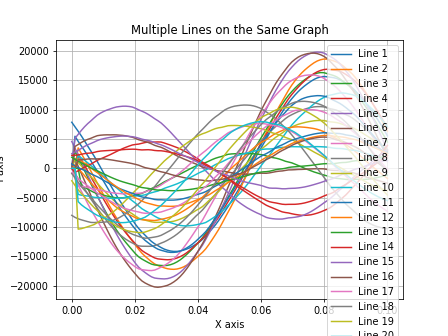 Multiple Lines on the Same Graph
20000
15000
10000
5000
0
−5000
−10000
−15000
−20000
0.00
0.02
0.04
0.06
0.08
X axis
Line 1
Line 2
Line 3
Line 4
Line 5
Line 6
Line 7
Line 8
Line 9
Line 10
Line 11
Line 12
Line 13
Line 14
Line 15
Line 16
Line 17
Line 18
Line 19
Line 20